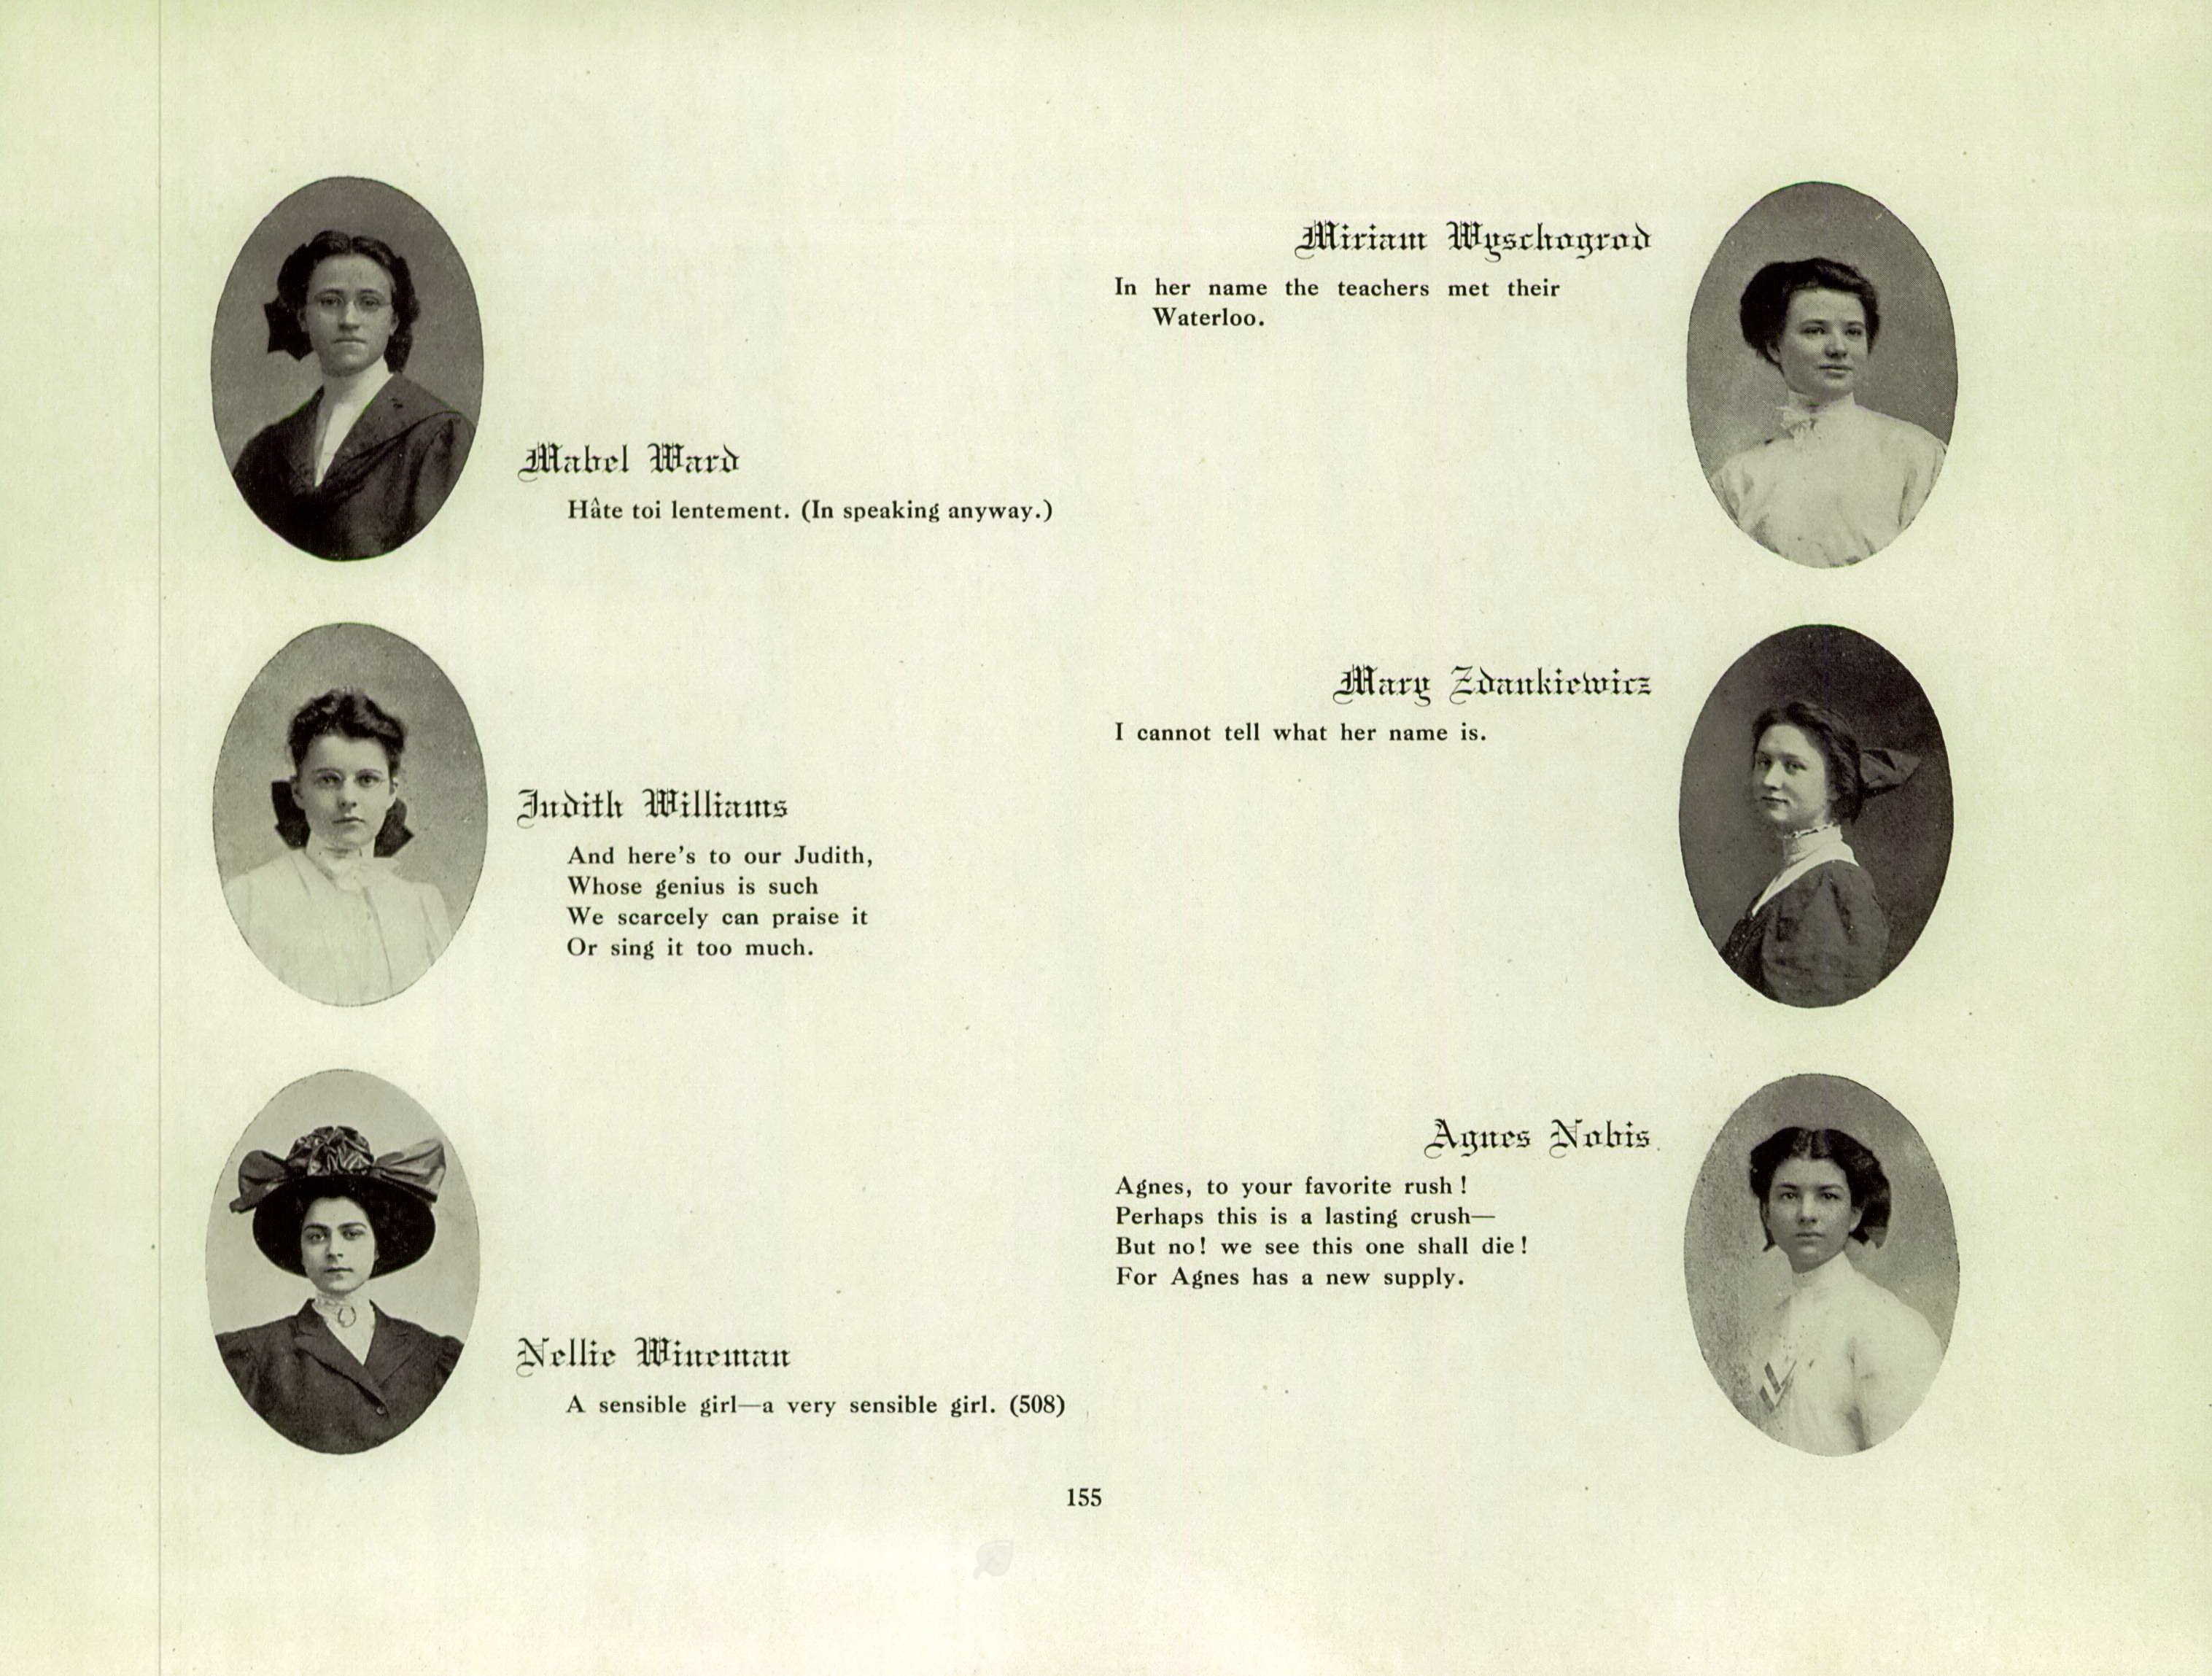 Mabel Ward
Hâte toi lentement. (In speaking anyway.)
Judith Williams
And here's to our Judith,
Whose genius is such
We scarcely can praise it
Or sing it too much.
Nellie Wineman
A sensible girl—a very sensible girl. (508)
Miriam Wyschogrod
In her name the teachers met their
Waterloo.
Mary Zdankiewicz
I cannot tell what her name is.
Agnes Nobis
Agnes, to your favorite rush!
Perhaps this is a lasting crush—
But no! we see this one shall die!
For Agnes has a new supply.
155